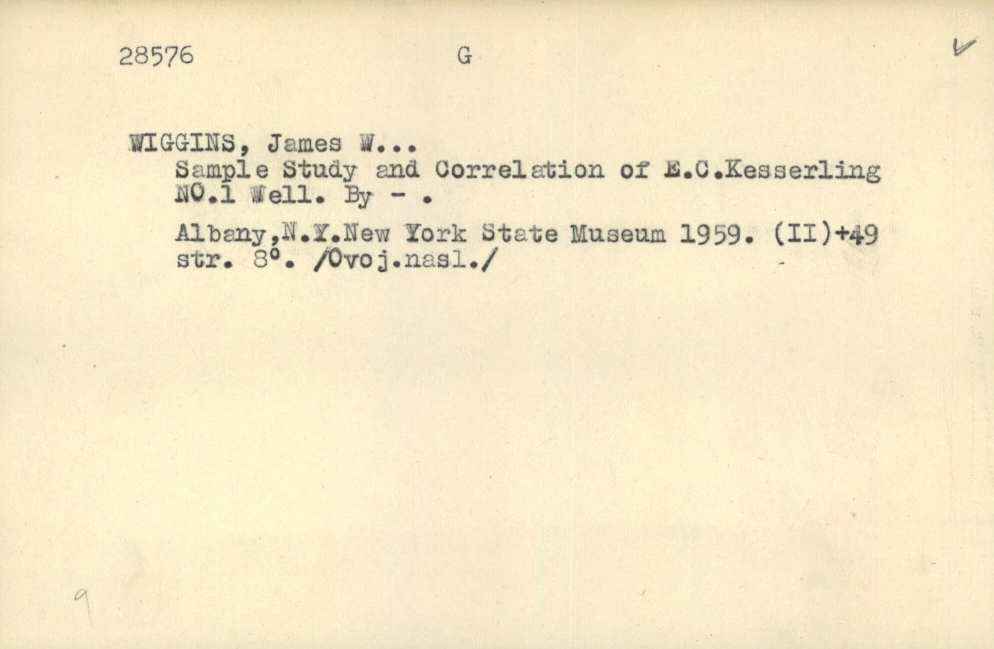 28576 G
WIGGINS, James W...
Sample Study and Correlation of E.C.Kesserling
NO.1 Well. By - .
Albany,N.Y.New York State Museum 1959. (II)+49
str. 8°. /Ovoj.nasl./
9